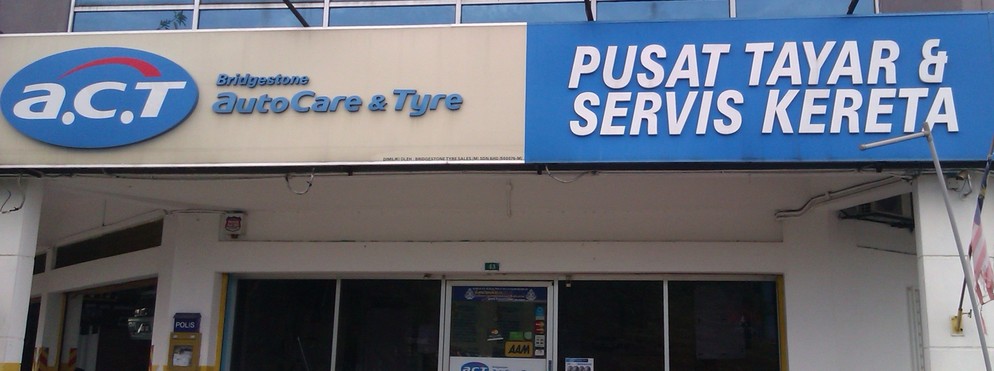 a.c.T
Bridgestone
autoCare & Tyre
PUSAT TAYAR &
SERVIS KERETA
POLIS
AAM
a.c.T